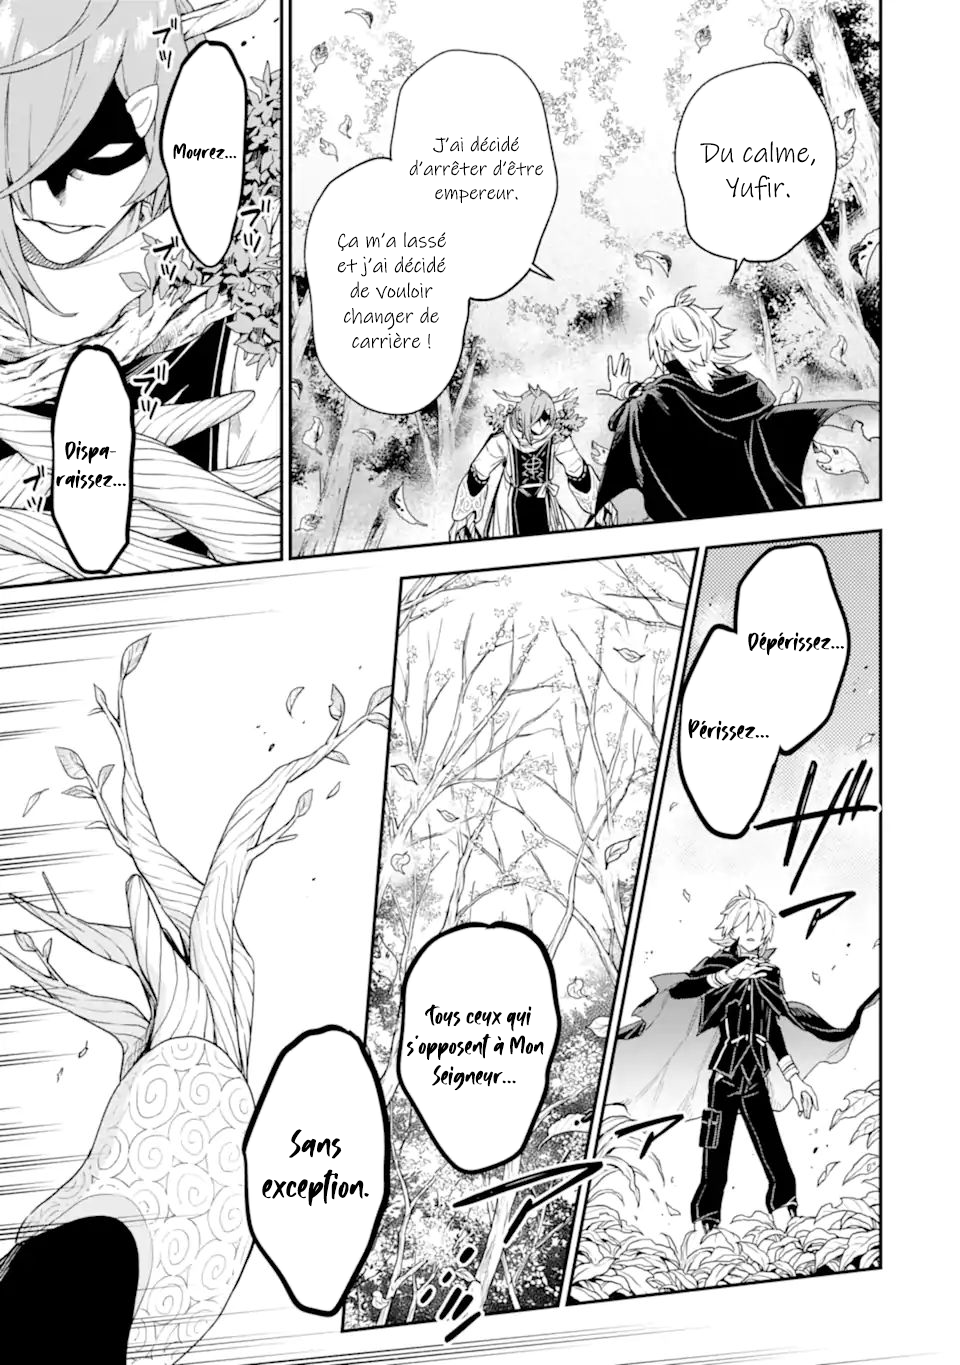 Du calme,
Yufir.
J'ai décidé
d'arrêter d'être
empereur.
Ça m'a lassé
et j'ai décidé
de vouloir
changer de
carrière !
Mourez...
Dispa-
raissez...
Dépérissez...
Périssez...
Tous ceux qui
s'opposent à Mon
Seigneur...
Sans
exception.